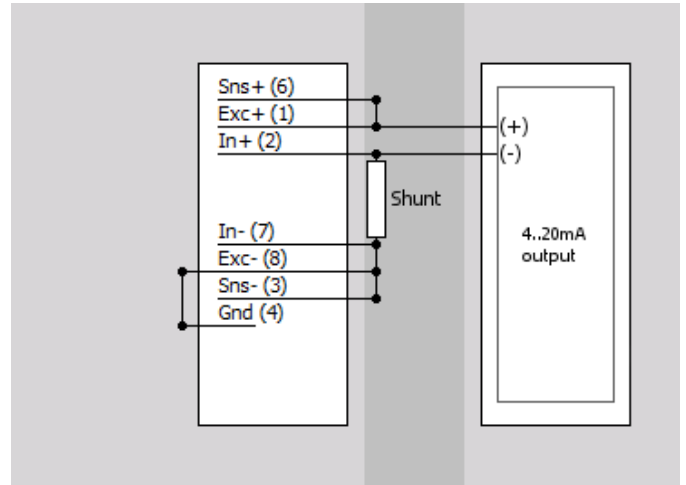 Sns+ (6)
Exc+ (1)
In+ (2)
(+)
(-)
Shunt
In- (7)
Exc- (8)
Sns- (3)
Gnd (4)
4..20mA
output